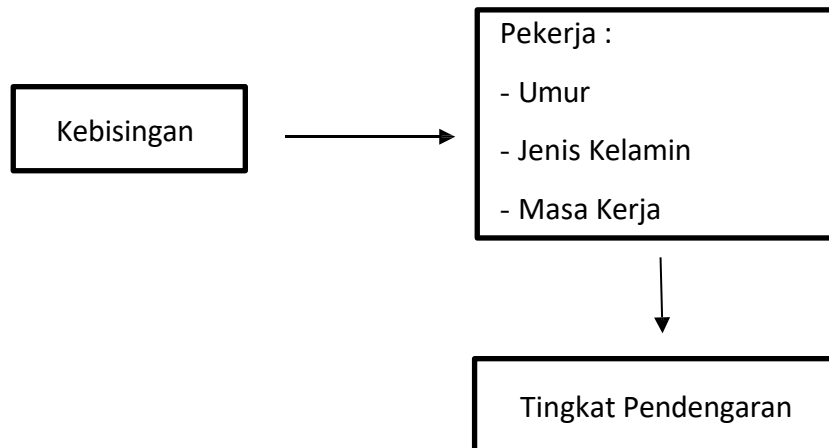 Kebisingan
Pekerja :
- Umur
- Jenis Kelamin
- Masa Kerja
Tingkat Pendengaran